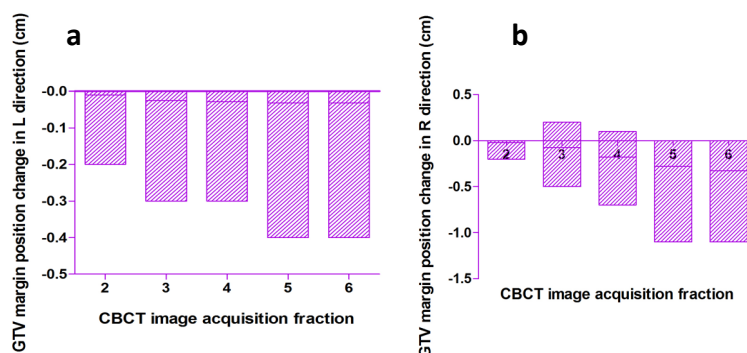 a
GTV margin position change in L direction (cm)
-0.0
-0.1
-0.2
-0.3
-0.4
-0.5
2 3 4 5 6
CBCT image acquisition fraction
b
GTV margin position change in R direction (cm)
0.5
0.0
-0.5
-1.0
-1.5
2 3 4 5 6
CBCT image acquisition fraction